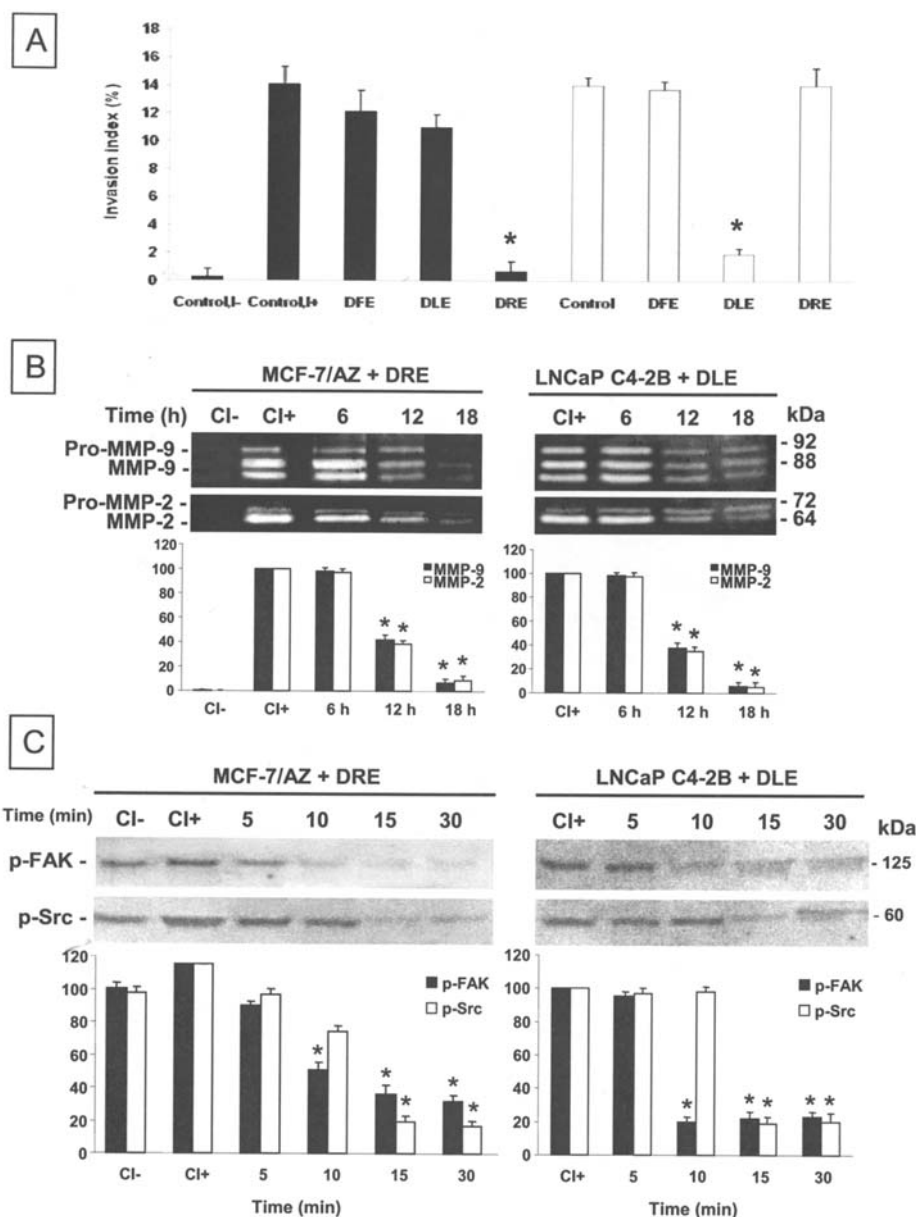 A
Invasion index (%)
18
16
14
12
10
8
6
4
2
0
*
*
Control,I- Control,I+ DFE DLE DRE Control DFE DLE DRE
B
MCF-7/AZ + DRE LNCaP C4-2B + DLE
Time (h) CI- CI+ 6 12 18 CI+ 6 12 18 kDa
Pro-MMP-9 - - 92
MMP-9 - - 88
Pro-MMP-2 - - 72
MMP-2 - - 64
120
100
80
60
40
20
0
MMP-9
MMP-2
* *
* *
CI- CI+ 6 h 12 h 18 h
120
100
80
60
40
20
0
MMP-9
MMP-2
* *
* *
CI+ 6 h 12 h 18 h
C
MCF-7/AZ + DRE LNCaP C4-2B + DLE
Time (min) CI- CI+ 5 10 15 30 CI+ 5 10 15 30 kDa
p-FAK - - 125
p-Src - - 60
120
100
80
60
40
20
0
p-FAK
p-Src
*
* *
* *
CI- CI+ 5 10 15 30
Time (min)
120
100
80
60
40
20
0
p-FAK
p-Src
*
* *
* *
CI+ 5 10 15 30
Time (min)